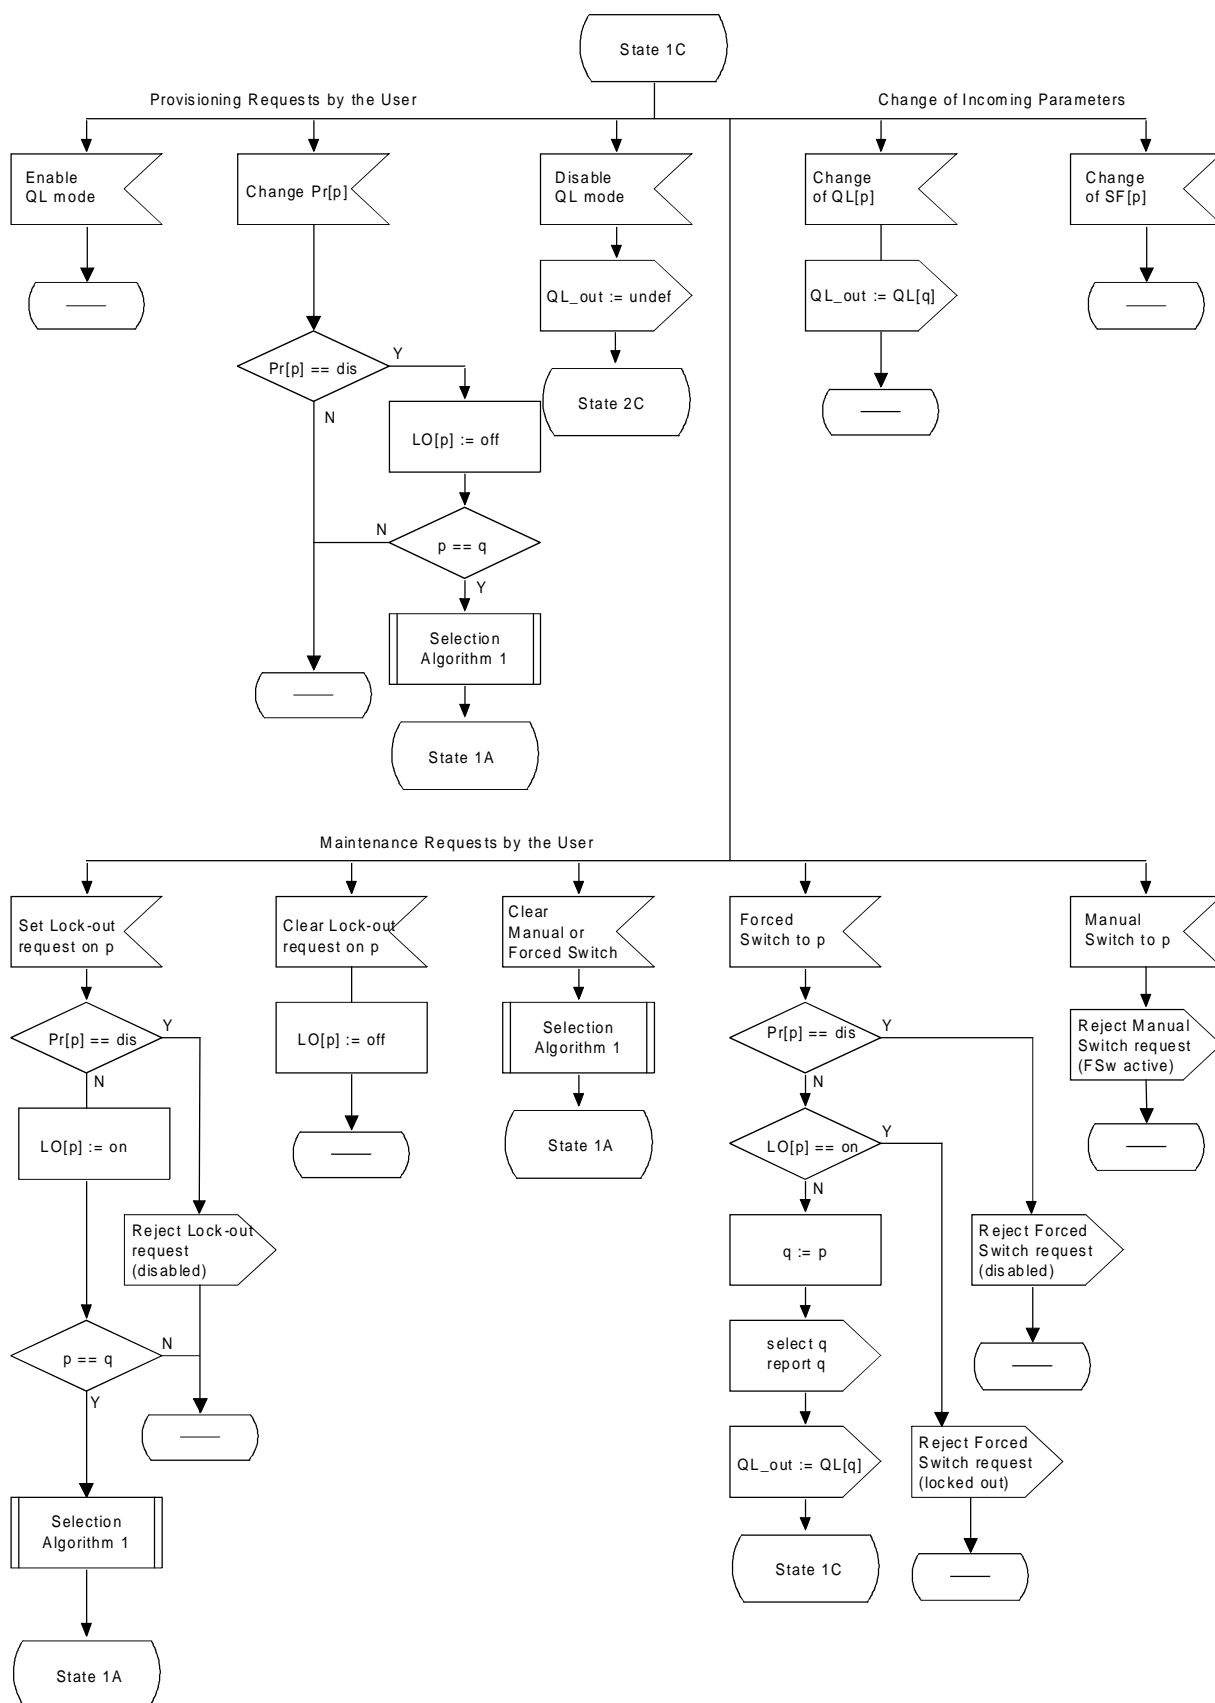 State 1C
Provisioning Requests by the User
Change of Incoming Parameters
Enable
QL mode
Change Pr[p]
Disable
QL mode
Change
of QL[p]
Change
of SF[p]
QL_out := undef
QL_out := QL[q]
Pr[p] == dis
Y
N
State 2C
LO[p] := off
N
p == q
Y
Selection
Algorithm 1
State 1A
Maintenance Requests by the User
Set Lock-out
request on p
Clear Lock-out
request on p
Clear
Manual or
Forced Switch
Forced
Switch to p
Manual
Switch to p
Pr[p] == dis
Y
N
LO[p] := off
Selection
Algorithm 1
Pr[p] == dis
Y
N
Reject Manual
Switch request
(FSw active)
LO[p] := on
State 1A
LO[p] == on
Y
N
Reject Lock-out
request
(disabled)
q := p
Reject Forced
Switch request
(disabled)
p == q
N
Y
select q
report q
QL_out := QL[q]
Reject Forced
Switch request
(locked out)
Selection
Algorithm 1
State 1C
State 1A